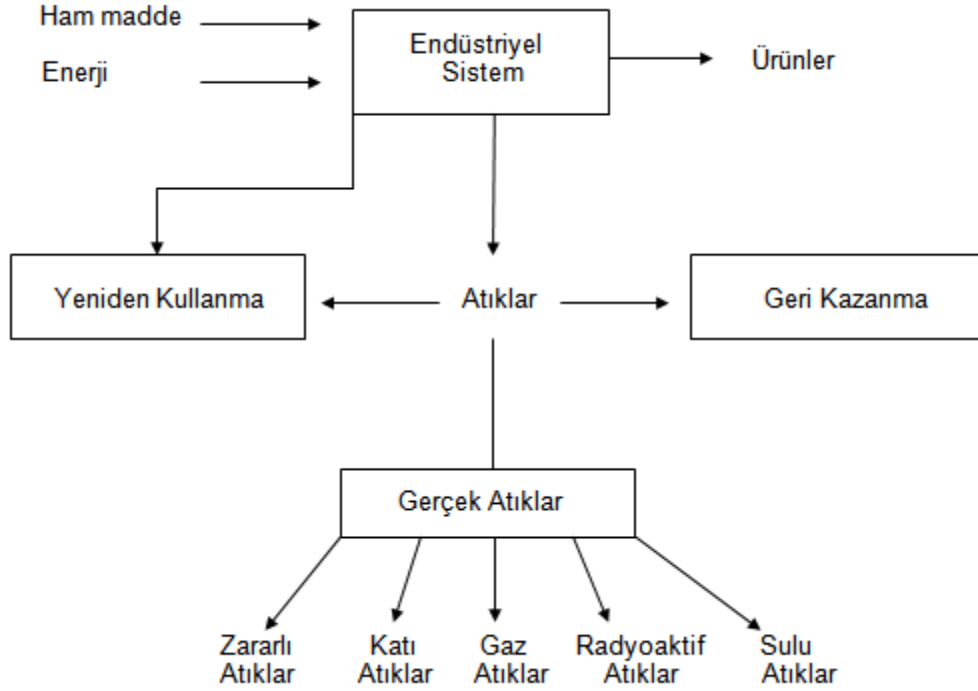 Ham madde
Enerji
Endüstriyel
Sistem
Ürünler
Yeniden Kullanma
Atıklar
Geri Kazanma
Gerçek Atıklar
Zararlı
Atıklar
Katı
Atıklar
Gaz
Atıklar
Radyoaktif
Atıklar
Sulu
Atıklar